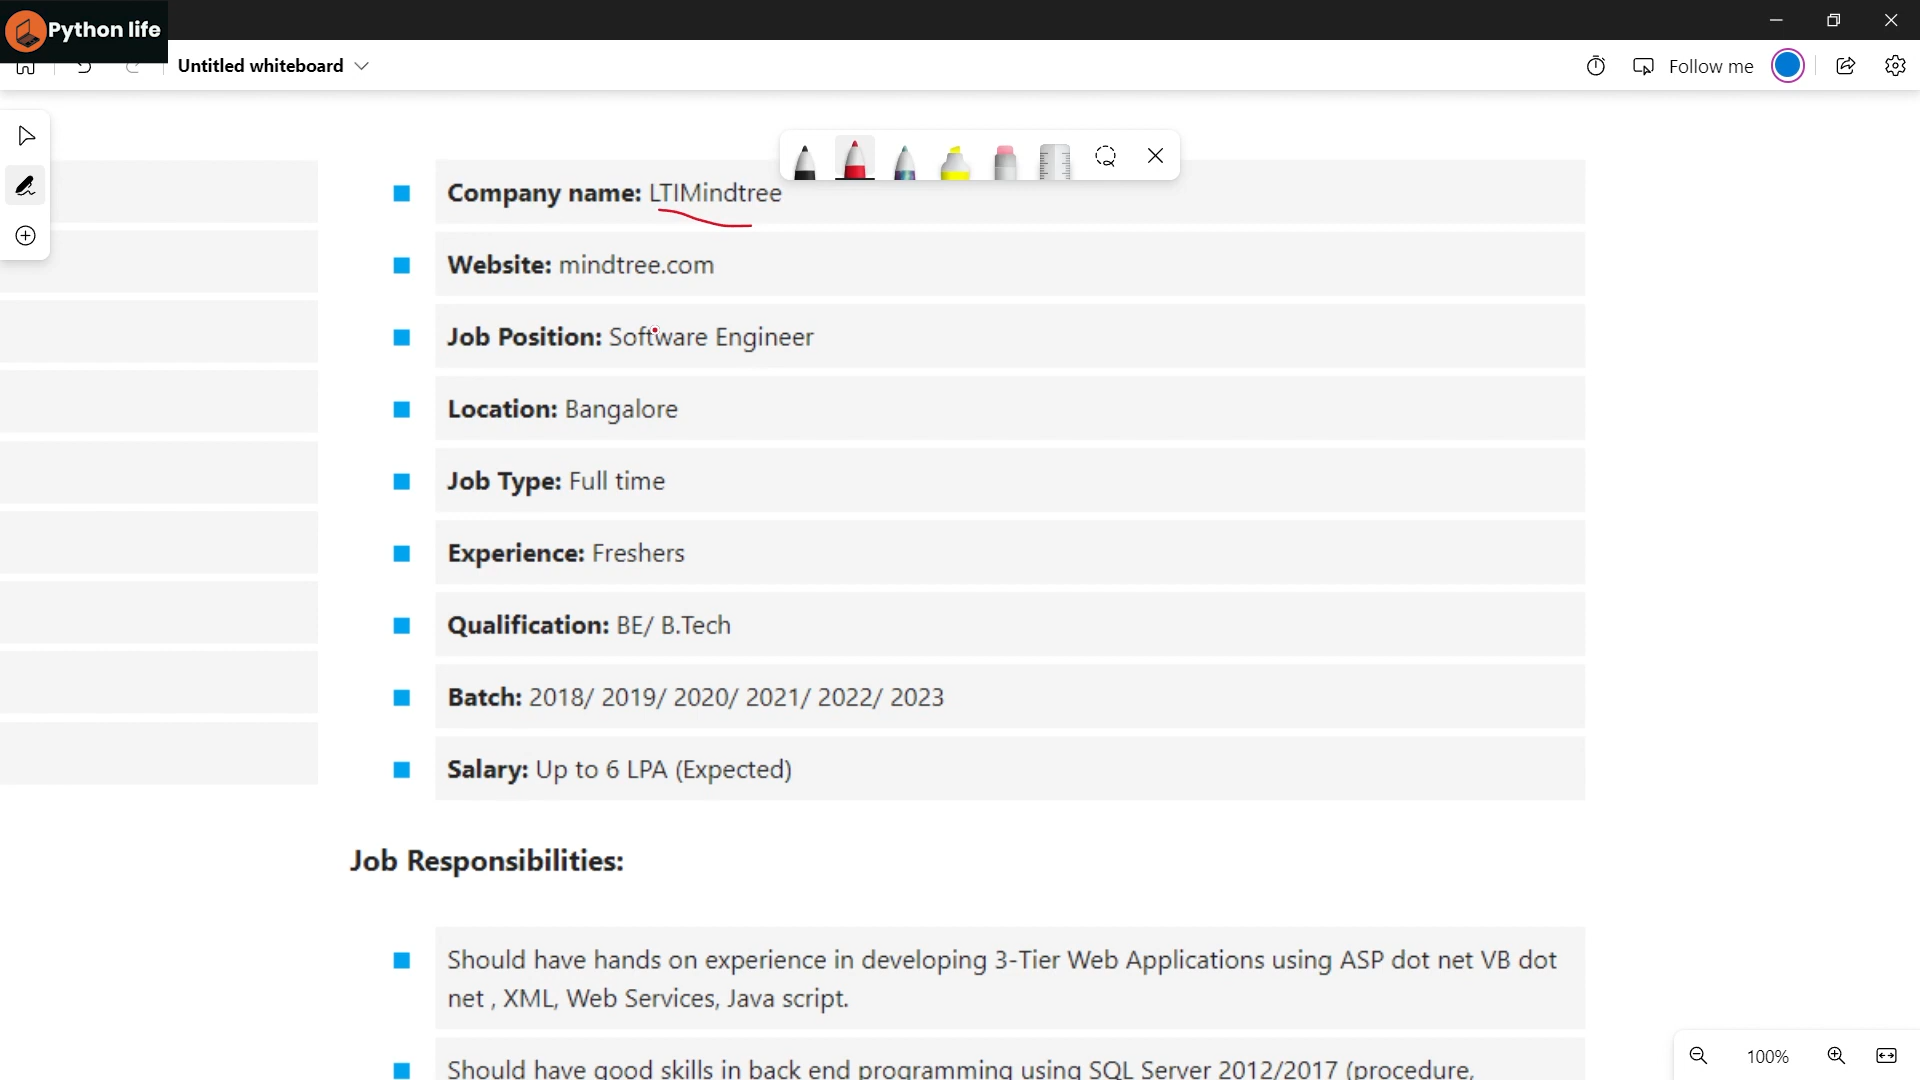 Python life
Untitled whiteboard
Follow me
Company name: LTIMindtree
Website: mindtree.com
Job Position: Software Engineer
Location: Bangalore
Job Type: Full time
Experience: Freshers
Qualification: BE/ B.Tech
Batch: 2018/ 2019/ 2020/ 2021/ 2022/ 2023
Salary: Up to 6 LPA (Expected)
Job Responsibilities:
Should have hands on experience in developing 3-Tier Web Applications using ASP dot net VB dot
net , XML, Web Services, Java script.
Should have good skills in back end programming using SQL Server 2012/2017 (procedure,
100%